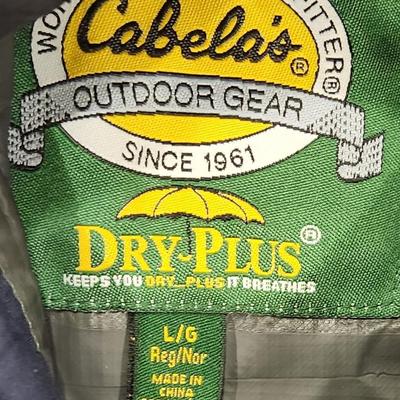 Cabela's®
OUTDOOR GEAR
SINCE 1961
DRY-PLUS®
KEEPS YOU DRY...PLUS IT BREATHES
L/G
Reg/Nor
MADE IN
CHINA